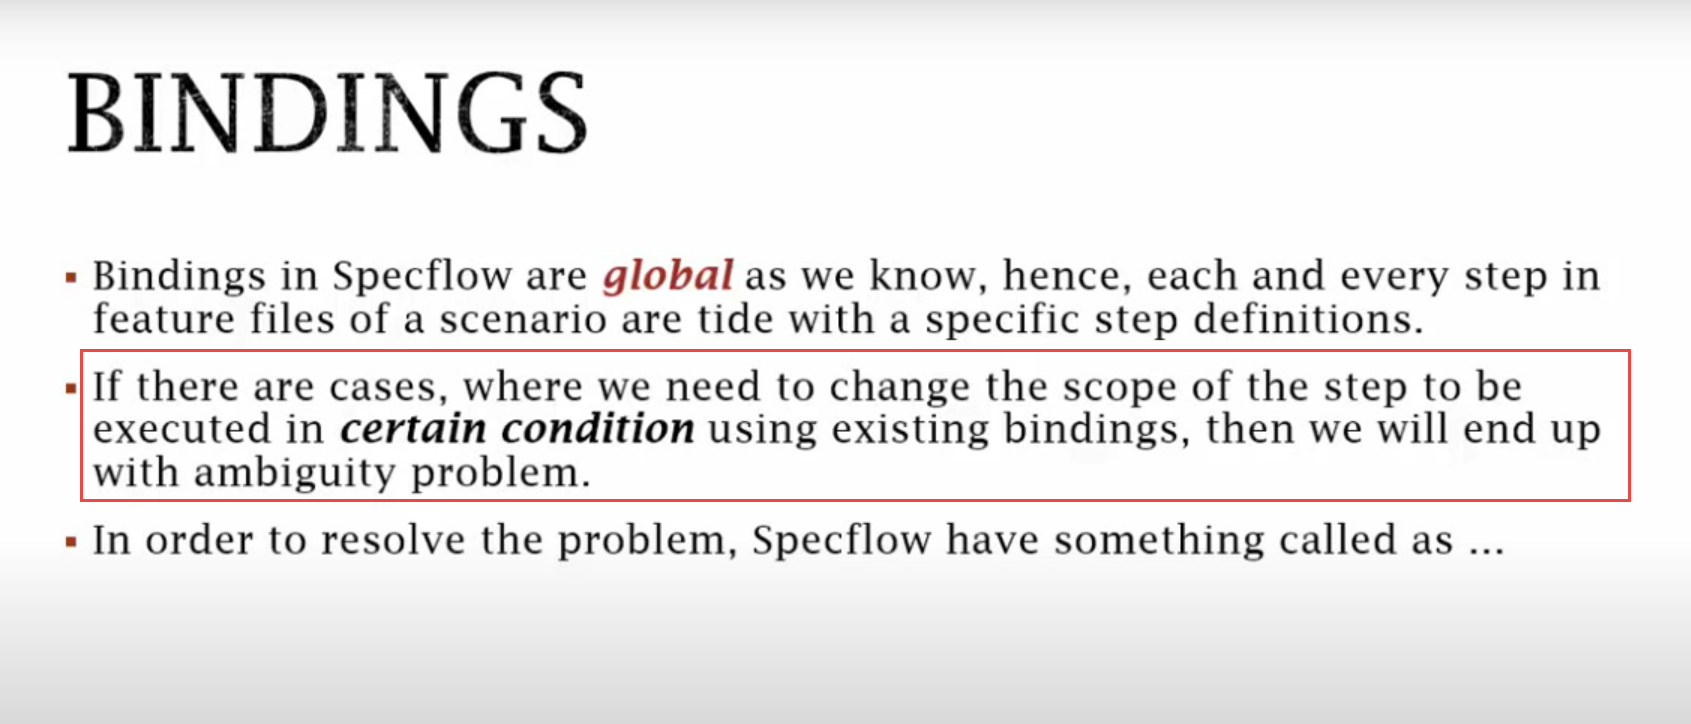 BINDINGS
Bindings in Specflow are global as we know, hence, each and every step in
feature files of a scenario are tide with a specific step definitions.
If there are cases, where we need to change the scope of the step to be
executed in certain condition using existing bindings, then we will end up
with ambiguity problem.
In order to resolve the problem, Specflow have something called as ...